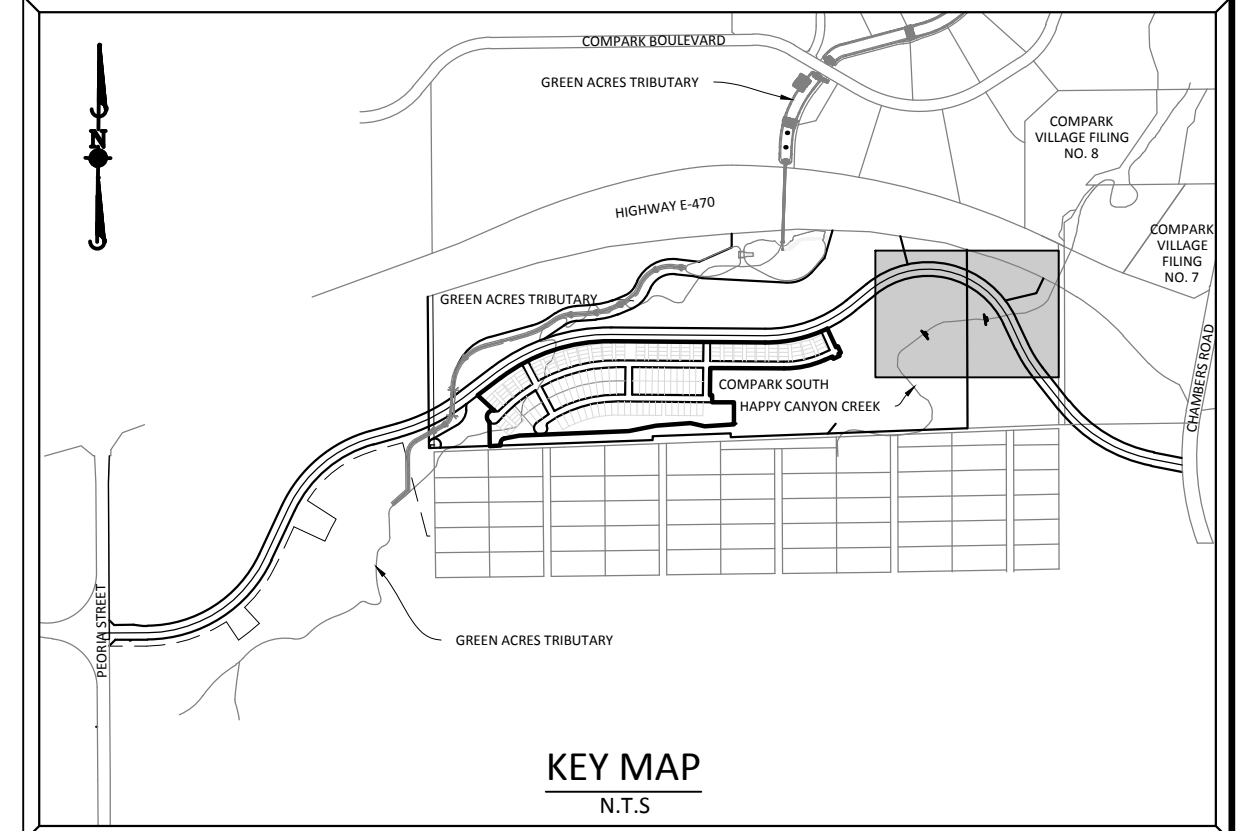 COMPARK BOULEVARD
GREEN ACRES TRIBUTARY
N
COMPARK
VILLAGE FILING
NO. 8
HIGHWAY E-470
COMPARK
VILLAGE
FILING
NO. 7
GREEN ACRES TRIBUTARY
CHAMBERS ROAD
COMPARK SOUTH
HAPPY CANYON CREEK
PEORIA STREET
GREEN ACRES TRIBUTARY
KEY MAP
N.T.S